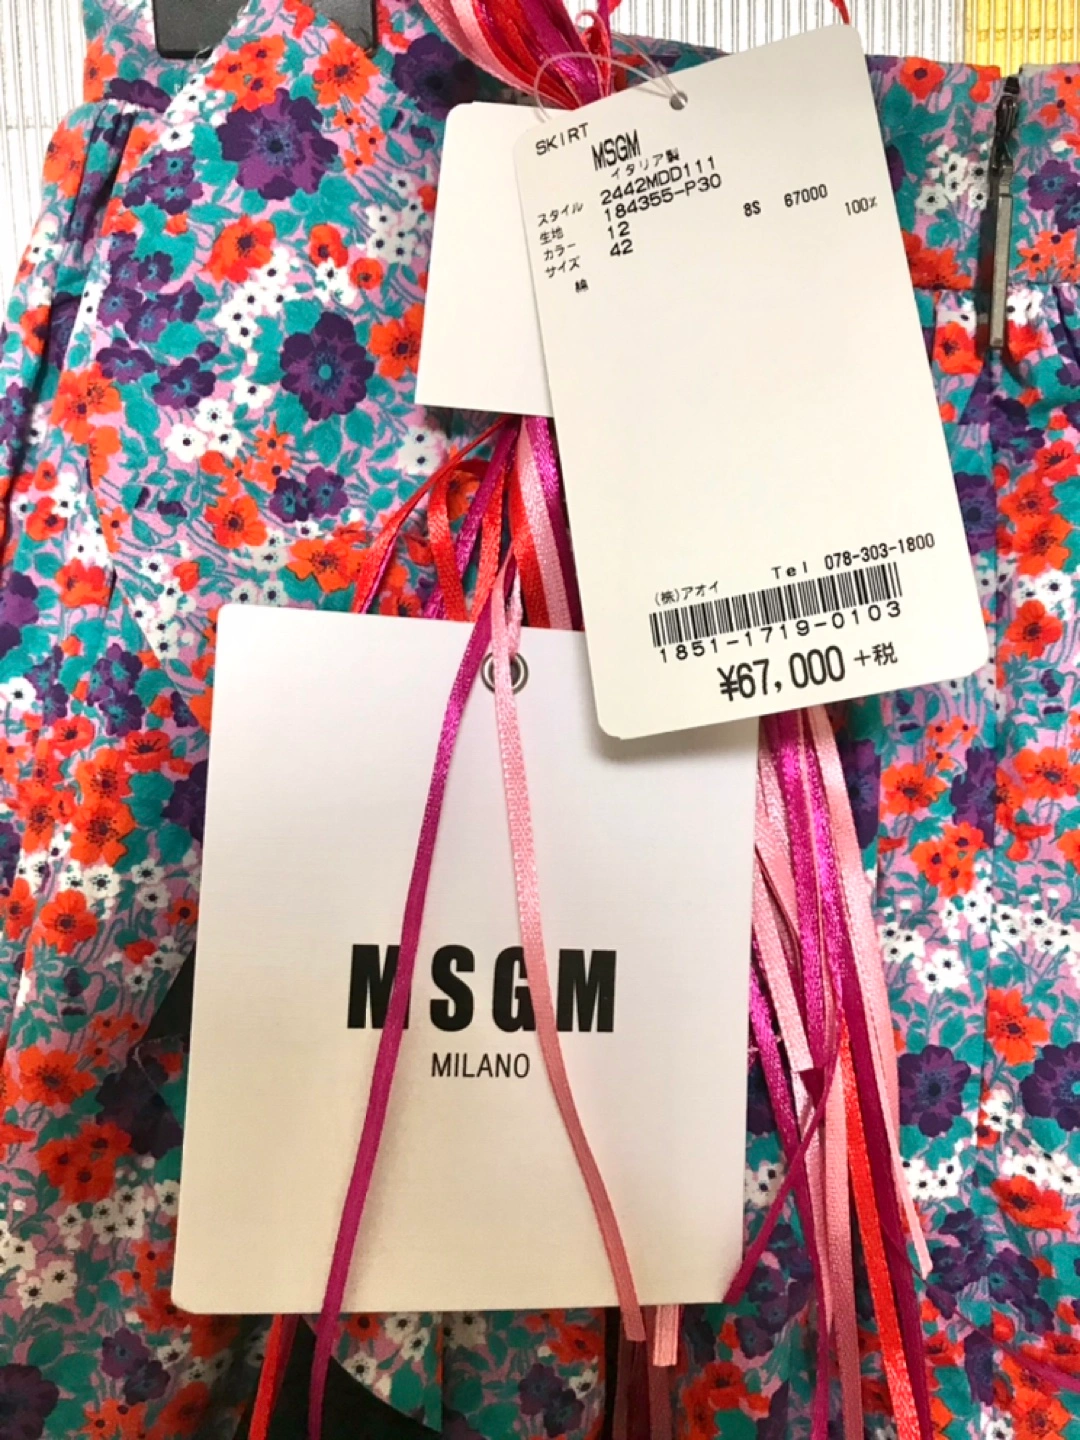 SKIRT
MSGM
イタリア製
スタイル 2442MDD111
生地 184355-P30
カラー 12 8S 67000
サイズ 42
綿 100%
Tel 078-303-1800
(株)アオイ
1851-1719-0103
¥67,000+税
MSGM
MILANO